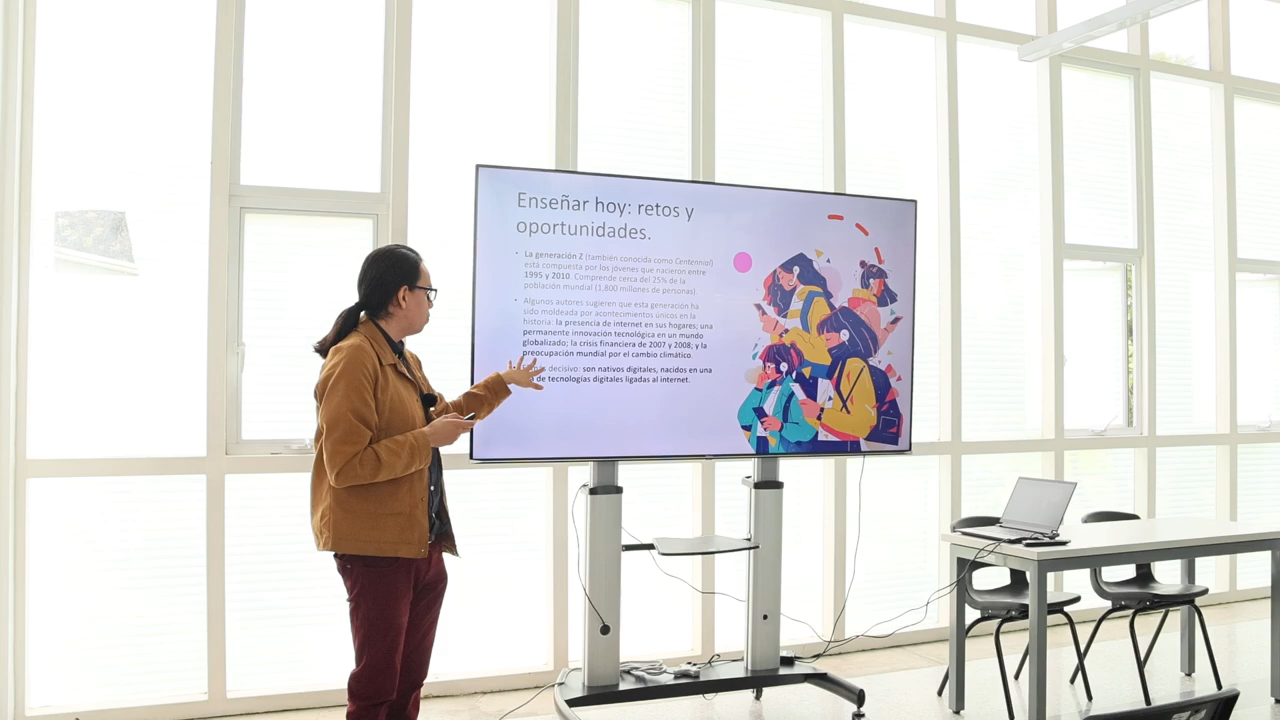 Enseñar hoy: retos y
oportunidades.
• La generación Z (también conocida como Centennial)
está compuesta por los jóvenes que nacieron entre
1995 y 2010. Comprende cerca del 25% de la
población mundial (1,800 millones de personas).
• Algunos autores sugieren que esta generación ha
sido moldeada por acontecimientos únicos en la
historia: la presencia de internet en sus hogares; una
permanente innovación tecnológica en un mundo
globalizado; la crisis financiera de 2007 y 2008; y la
preocupación mundial por el cambio climático.
decisivo: son nativos digitales, nacidos en una
de tecnologías digitales ligadas al internet.